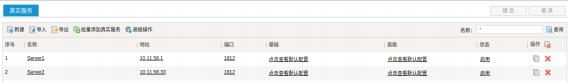 真实服务 提 交 取 消
新建 导入 导出 批量添加真实服务 高级操作 名称: * 查询
序号 名称 地址 端口 基础 高级 状态 操作
1 Server1 10.11.58.1 1812 点击查看默认配置 点击查看默认配置 启用
2 Server2 10.11.58.33 1812 点击查看默认配置 点击查看默认配置 启用